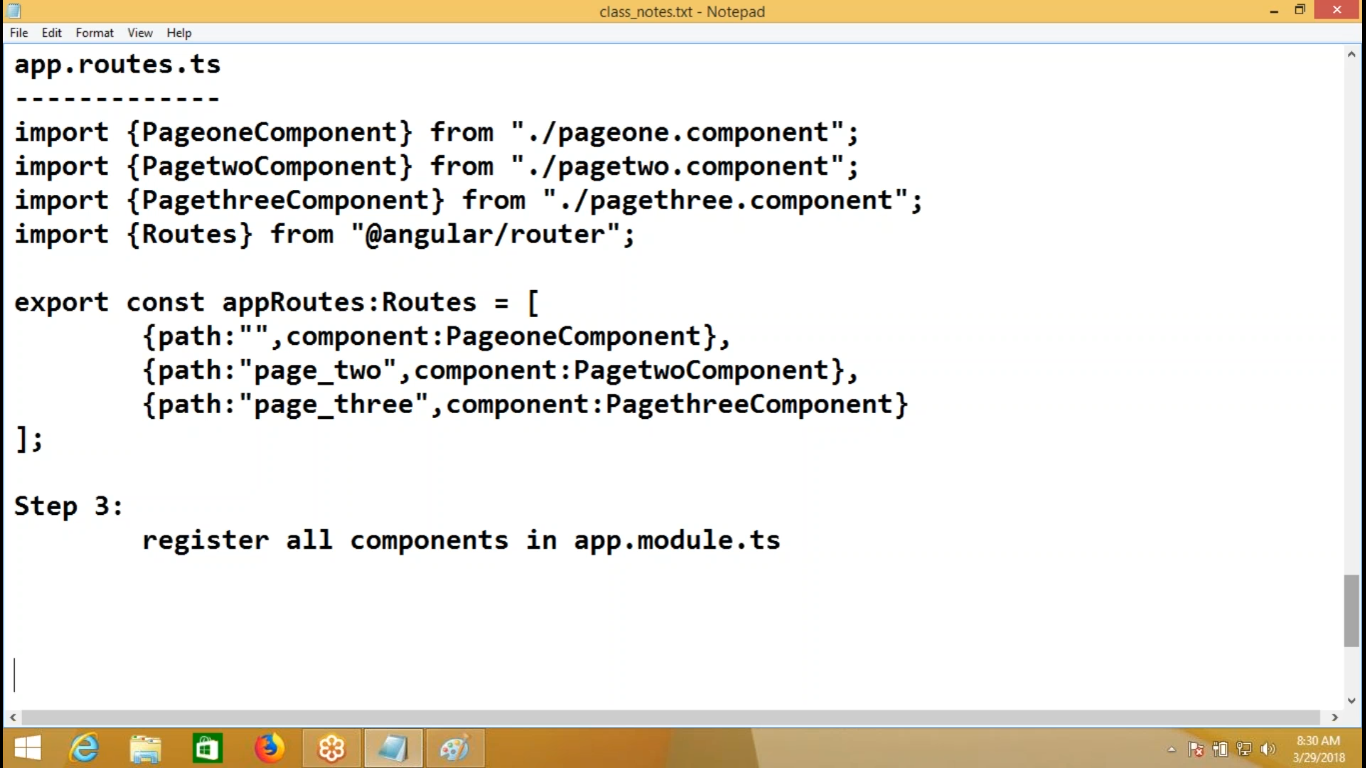 class_notes.txt - Notepad
File Edit Format View Help
app.routes.ts
-------------
import {PageoneComponent} from "./pageone.component";
import {PagetwoComponent} from "./pagetwo.component";
import {PagethreeComponent} from "./pagethree.component";
import {Routes} from "@angular/router";
export const appRoutes:Routes = [
        {path:"",component:PageoneComponent},
        {path:"page_two",component:PagetwoComponent},
        {path:"page_three",component:PagethreeComponent}
];
Step 3:
        register all components in app.module.ts
8:30 AM
3/29/2018